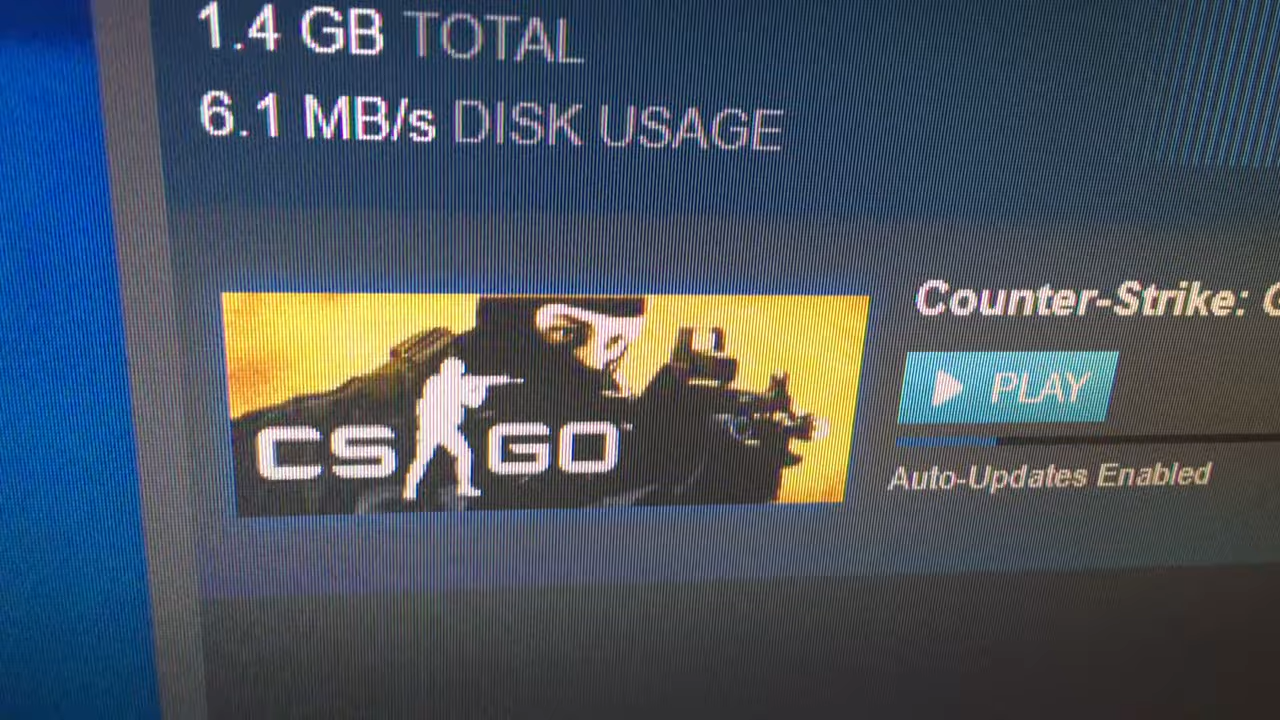 1.4 GB TOTAL
6.1 MB/s DISK USAGE
CS GO
Counter-Strike:
PLAY
Auto-Updates Enabled